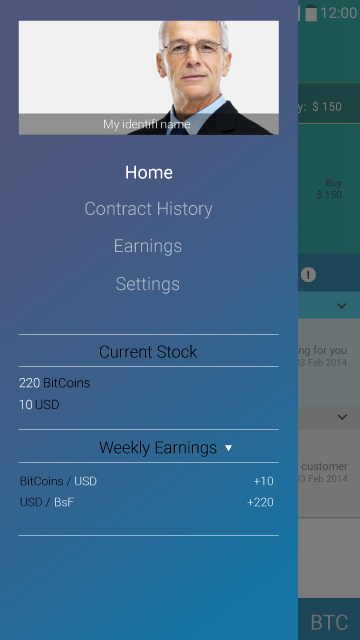 12:00
My identifi name
y: $ 150
Home
Buy
$ 150
Contract History
Earnings
Settings
Current Stock
ng for you
03 Feb 2014
220 BitCoins
10 USD
Weekly Earnings
customer
03 Feb 2014
BitCoins / USD +10
USD / BsF +220
BTC